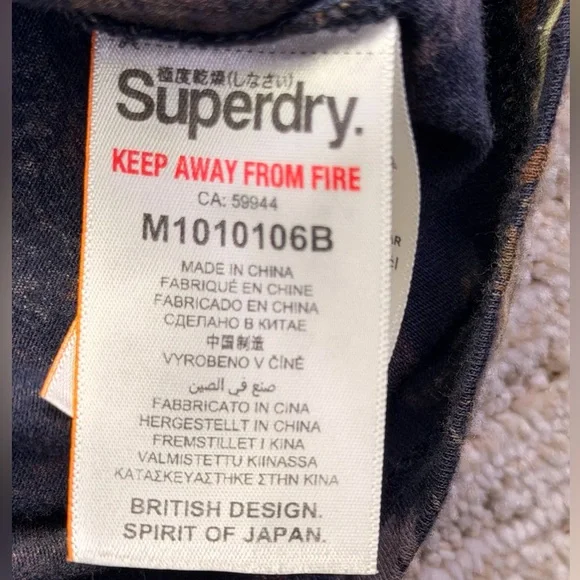 極度乾燥(しなさい)
Superdry.
KEEP AWAY FROM FIRE
CA: 59944
M1010106B
MADE IN CHINA
FABRIQUÉ EN CHINE
FABRICADO EN CHINA
СДЕЛАНО В КИТАЕ
中国制造
VYROBENO V ČÍNĚ
صنع في الصين
FABBRICATO IN CINA
HERGESTELLT IN CHINA
FREMSTILLET I KINA
VALMISTETTU KIINASSA
ΚΑΤΑΣΚΕΥΑΣΤΗΚΕ ΣΤΗΝ ΚΙΝΑ
BRITISH DESIGN.
SPIRIT OF JAPAN.